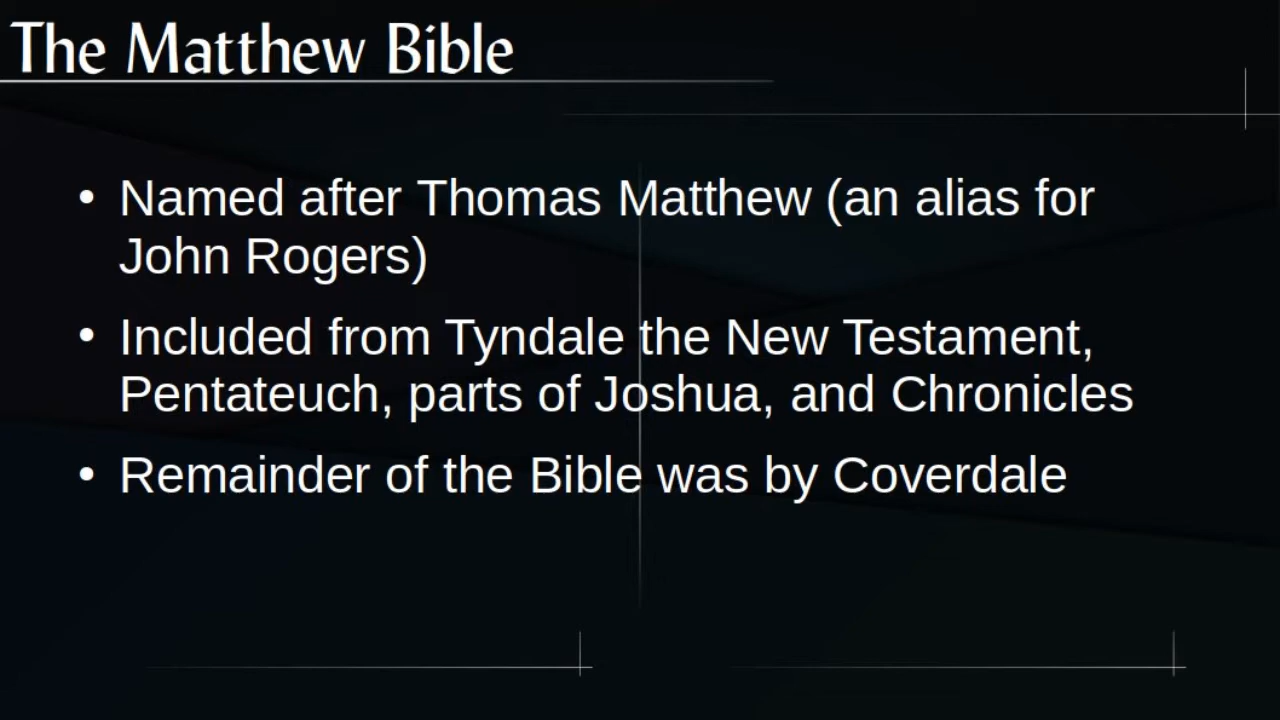 The Matthew Bible
• Named after Thomas Matthew (an alias for
John Rogers)
• Included from Tyndale the New Testament,
Pentateuch, parts of Joshua, and Chronicles
• Remainder of the Bible was by Coverdale